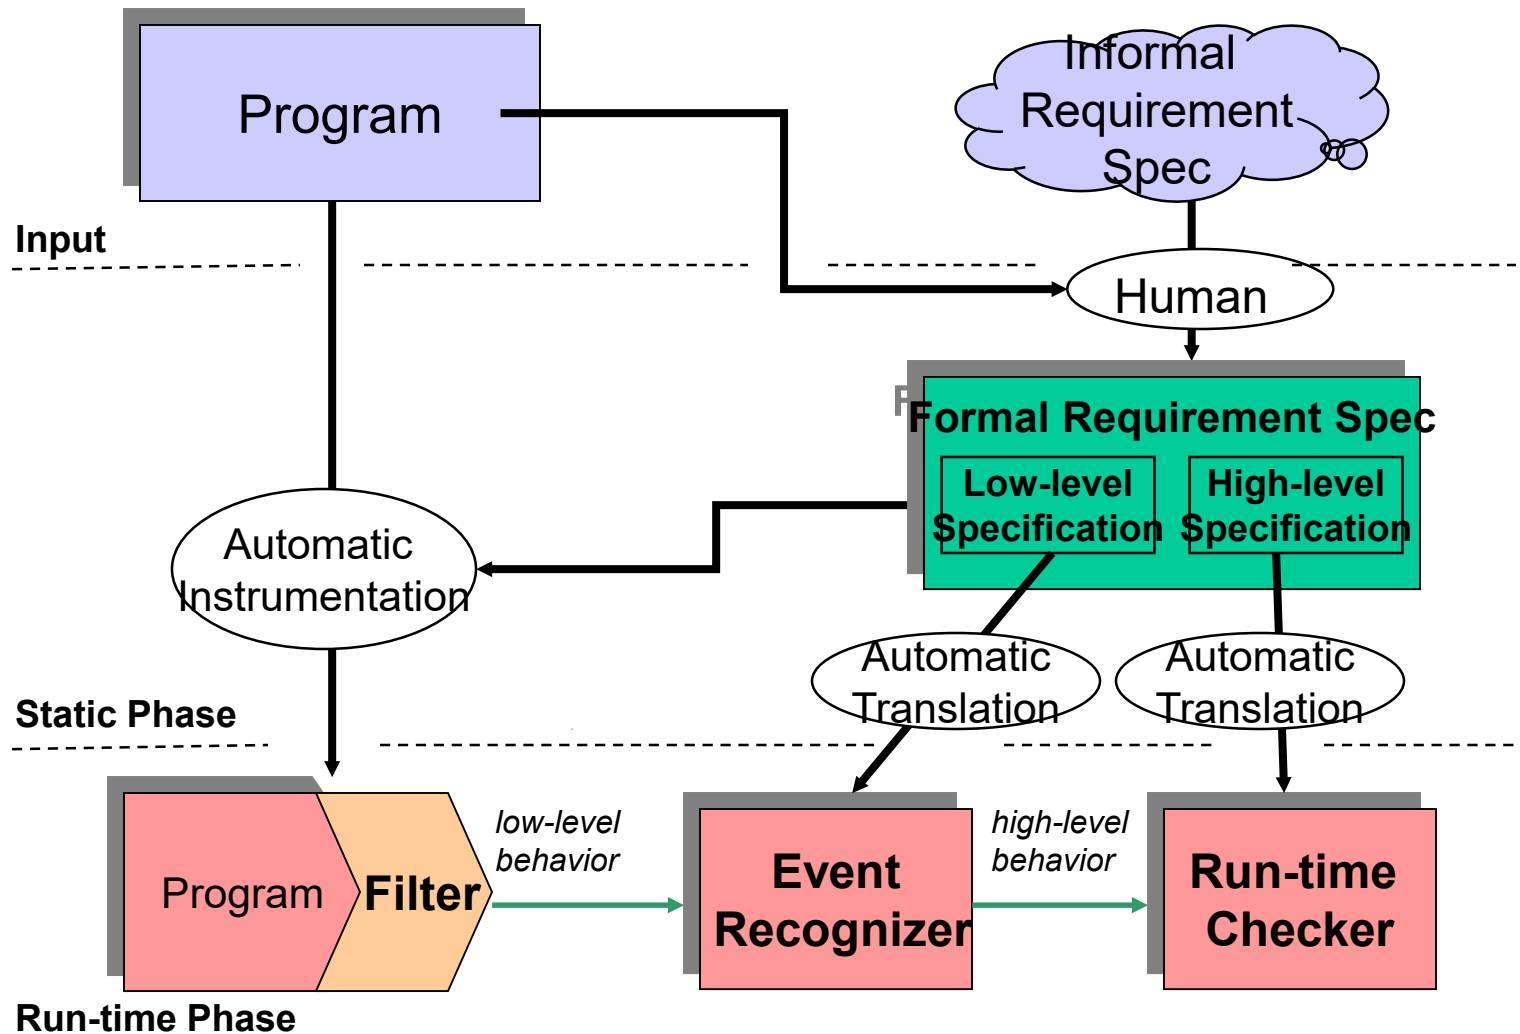 Program
Informal
Requirement
Spec
Input
Human
Formal Requirement Spec
Low-level
Specification
High-level
Specification
Automatic
Instrumentation
Automatic
Translation
Automatic
Translation
Static Phase
low-level
behavior
high-level
behavior
Program
Filter
Event
Recognizer
Run-time
Checker
Run-time Phase